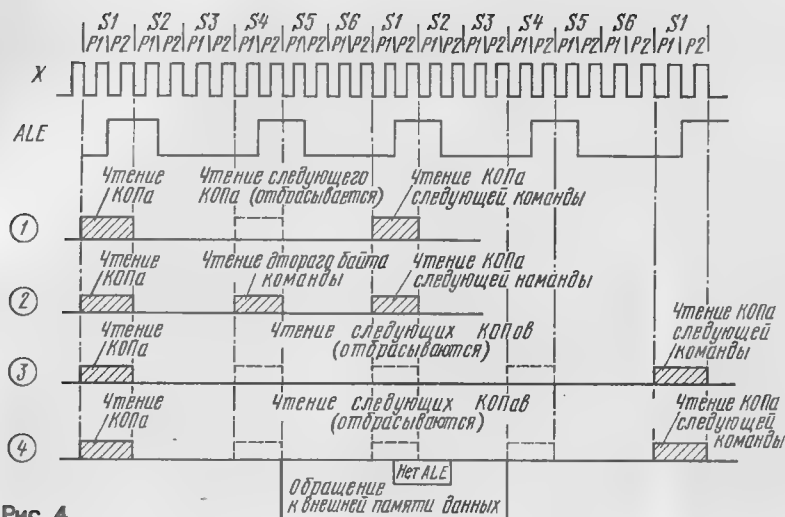 S1 S2 S3 S4 S5 S6 S1 S2 S3 S4 S5 S6 S1
P1\P2 P1\P2 P1\P2 P1\P2 P1\P2 P1\P2 P1\P2 P1\P2 P1\P2 P1\P2 P1\P2 P1\P2 P1\P2
X
ALE
Чтение КОПа
Чтение следующего КОПа (отбрасывается)
Чтение КОПа следующей команды
1
Чтение КОПа
Чтение второго байта команды
Чтение КОПа следующей команды
2
Чтение КОПа
Чтение следующих КОПов (отбрасываются)
Чтение КОПа следующей команды
3
Чтение КОПа
Чтение следующих КОПов (отбрасываются)
Чтение КОПа следующей команды
4
Нет ALE
Обращение
к внешней памяти данных
Рис. 4